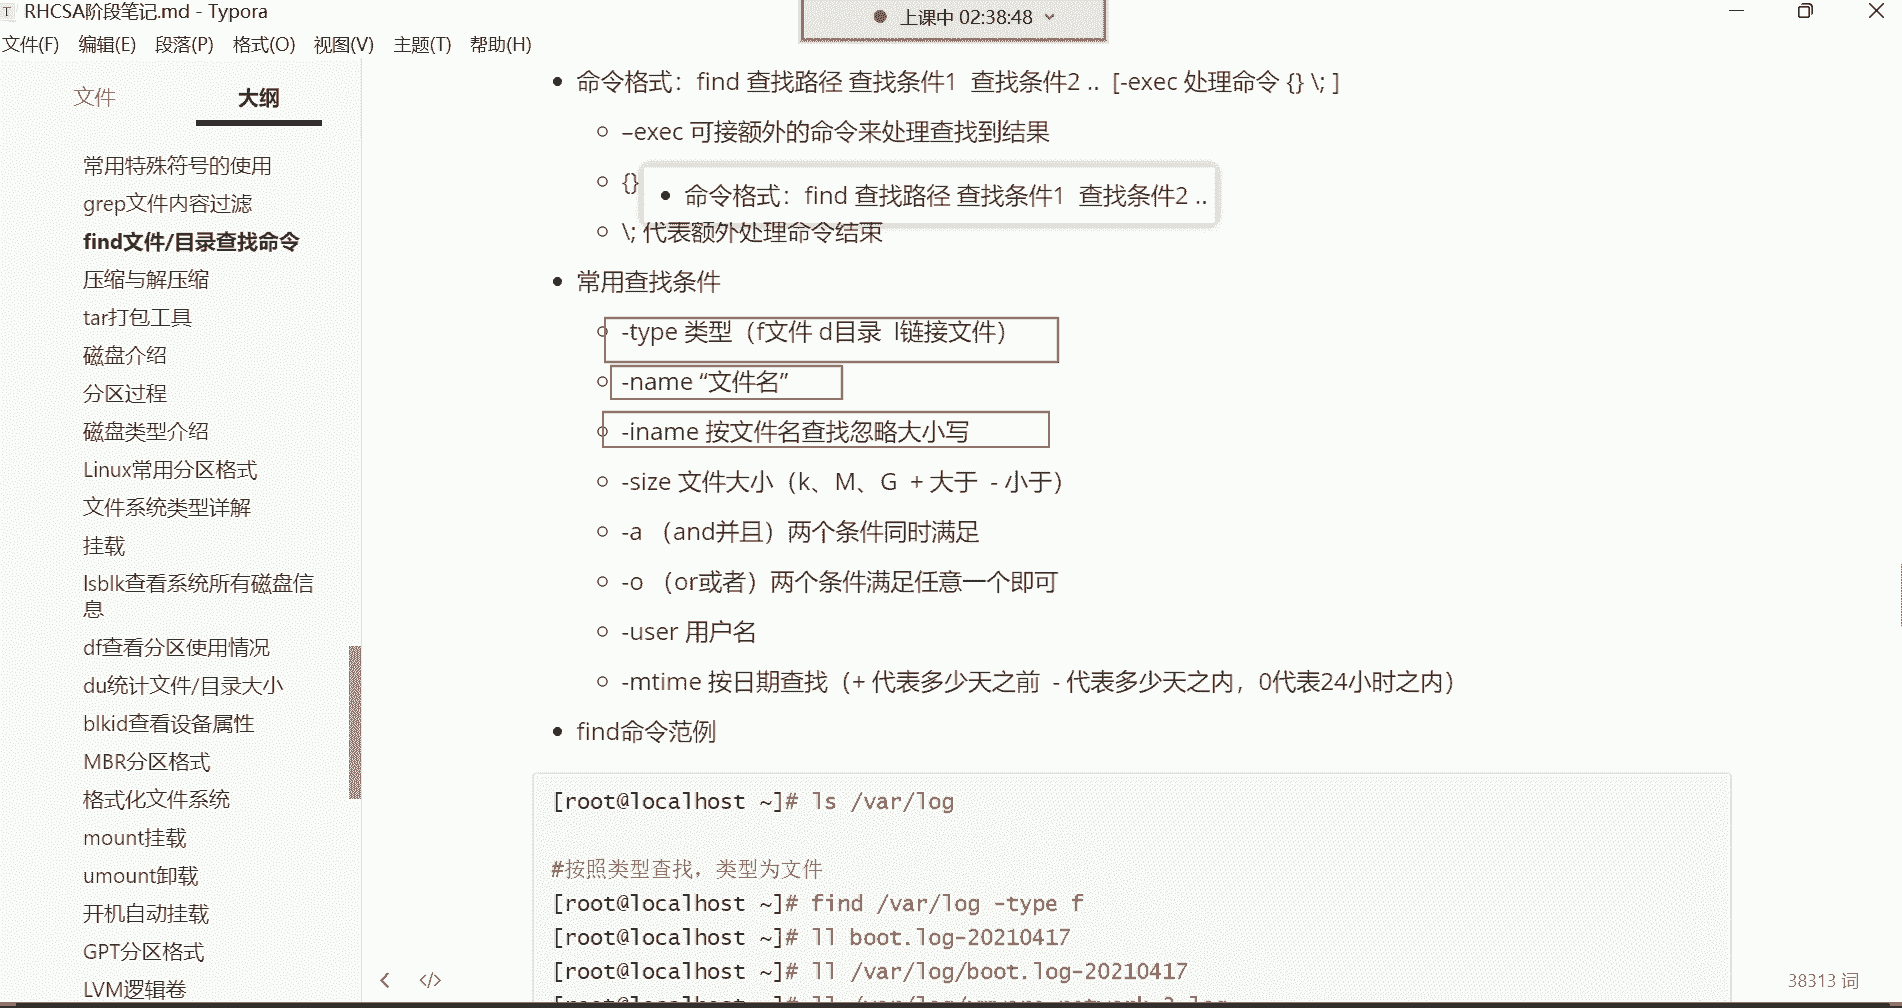 RHCSA阶段笔记.md - Typora
上课中 02:38:48
文件(F) 编辑(E) 段落(P) 格式(O) 视图(V) 主题(T) 帮助(H)
文件 大纲
常用特殊符号的使用
grep文件内容过滤
find文件/目录查找命令
压缩与解压缩
tar打包工具
磁盘介绍
分区过程
磁盘类型介绍
Linux常用分区格式
文件系统类型详解
挂载
lsblk查看系统所有磁盘信
息
df查看分区使用情况
du统计文件/目录大小
blkid查看设备属性
MBR分区格式
格式化文件系统
mount挂载
umount卸载
开机自动挂载
GPT分区格式
LVM逻辑卷
命令格式：find 查找路径 查找条件1 查找条件2 .. [-exec 处理命令 {} \; ]
–exec 可接额外的命令来处理查找到结果
{}
命令格式：find 查找路径 查找条件1 查找条件2 ..
\; 代表额外处理命令结束
常用查找条件
-type 类型（f文件 d目录 l链接文件）
-name “文件名”
-iname 按文件名查找忽略大小写
-size 文件大小（k、M、G + 大于 - 小于）
-a （and并且）两个条件同时满足
-o （or或者）两个条件满足任意一个即可
-user 用户名
-mtime 按日期查找（+ 代表多少天之前 - 代表多少天之内，0代表24小时之内）
find命令范例
[root@localhost ~]# ls /var/log
#按照类型查找，类型为文件
[root@localhost ~]# find /var/log -type f
[root@localhost ~]# ll boot.log-20210417
[root@localhost ~]# ll /var/log/boot.log-20210417
38313 词